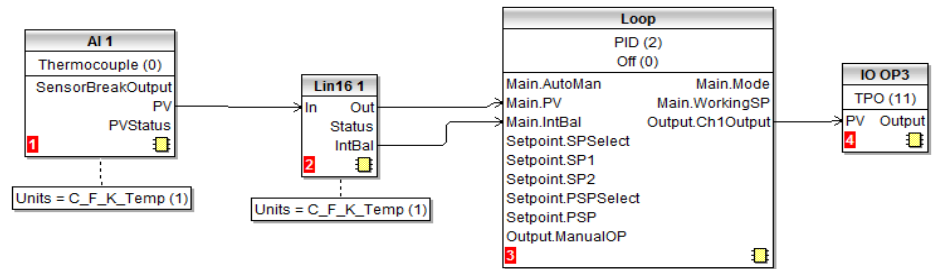 AI 1
Thermocouple (0)
SensorBreakOutput
PV
PVStatus
1
Units = C_F_K_Temp (1)
Lin16 1
In Out
Status
IntBal
2
Units = C_F_K_Temp (1)
Loop
PID (2)
Off (0)
Main.AutoMan Main.Mode
Main.PV Main.WorkingSP
Main.IntBal Output.Ch1Output
Setpoint.SPSelect
Setpoint.SP1
Setpoint.SP2
Setpoint.PSPSelect
Setpoint.PSP
Output.ManualOP
3
IO OP3
TPO (11)
PV Output
4